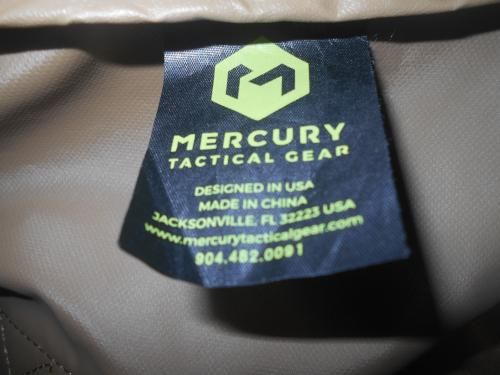 MERCURY
TACTICAL GEAR
DESIGNED IN USA
MADE IN CHINA
JACKSONVILLE, FL 32223 USA
www.mercurytacticalgear.com
904.482.0091